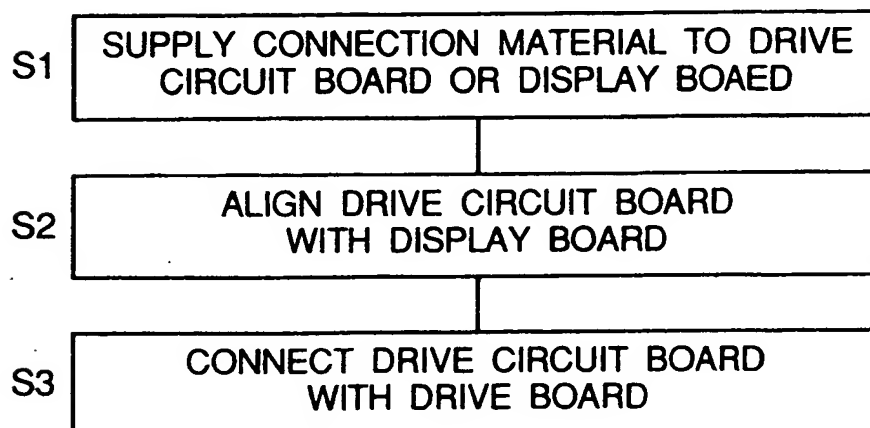 S1
SUPPLY CONNECTION MATERIAL TO DRIVE
CIRCUIT BOARD OR DISPLAY BOAED
S2
ALIGN DRIVE CIRCUIT BOARD
WITH DISPLAY BOARD
S3
CONNECT DRIVE CIRCUIT BOARD
WITH DRIVE BOARD